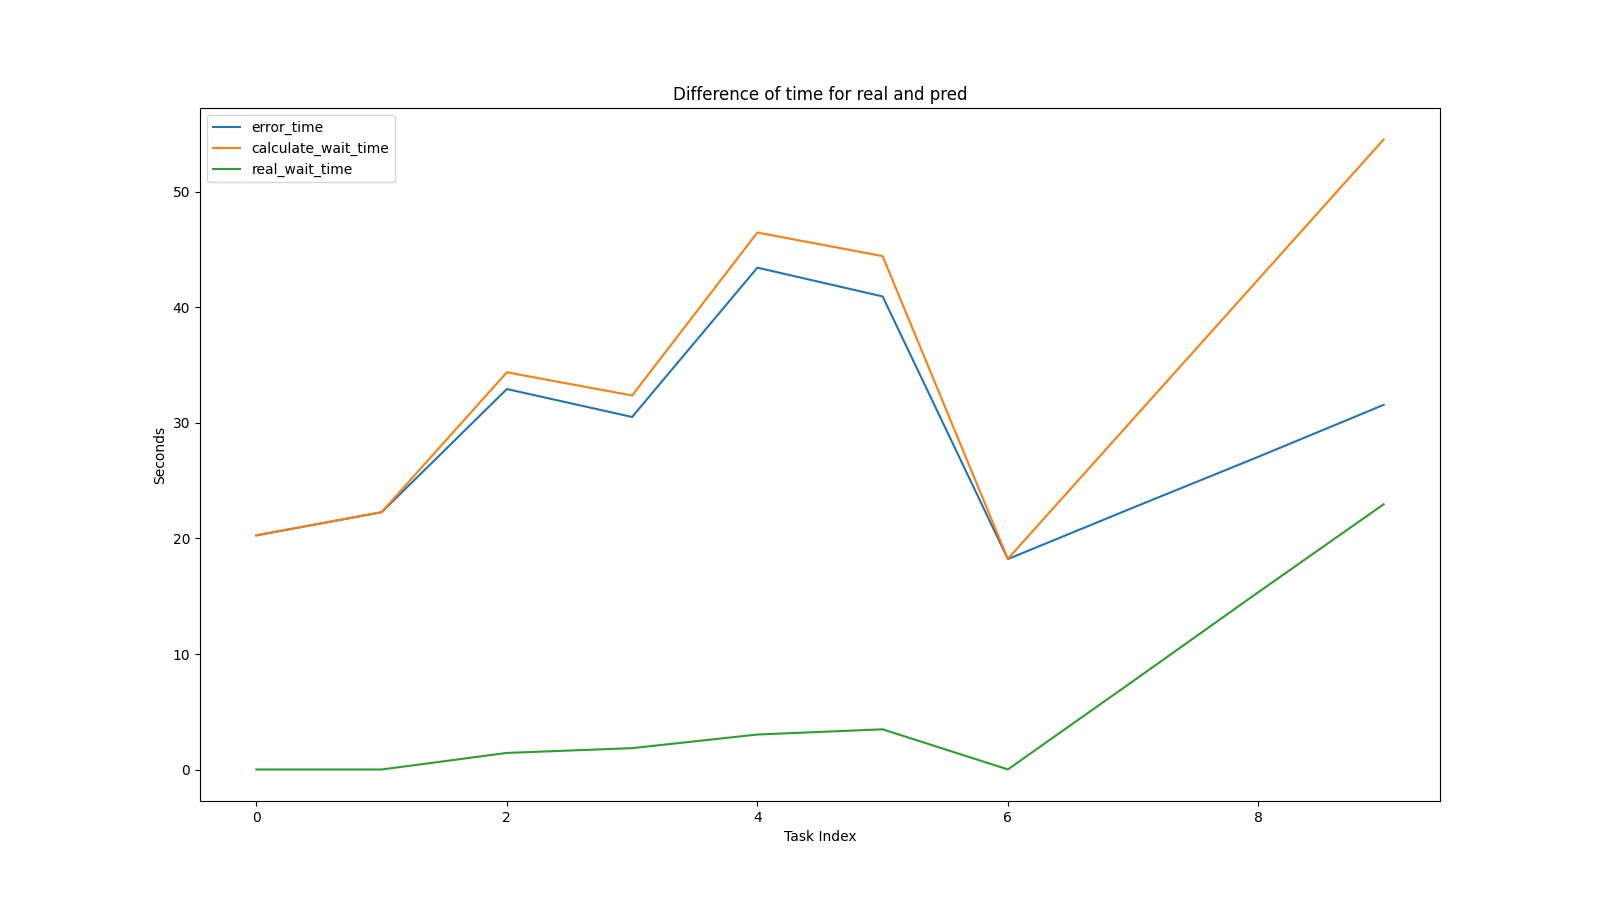 Difference of time for real and pred
error_time
calculate_wait_time
real_wait_time
50
40
30
20
10
0
Seconds
0 2 4 6 8
Task Index